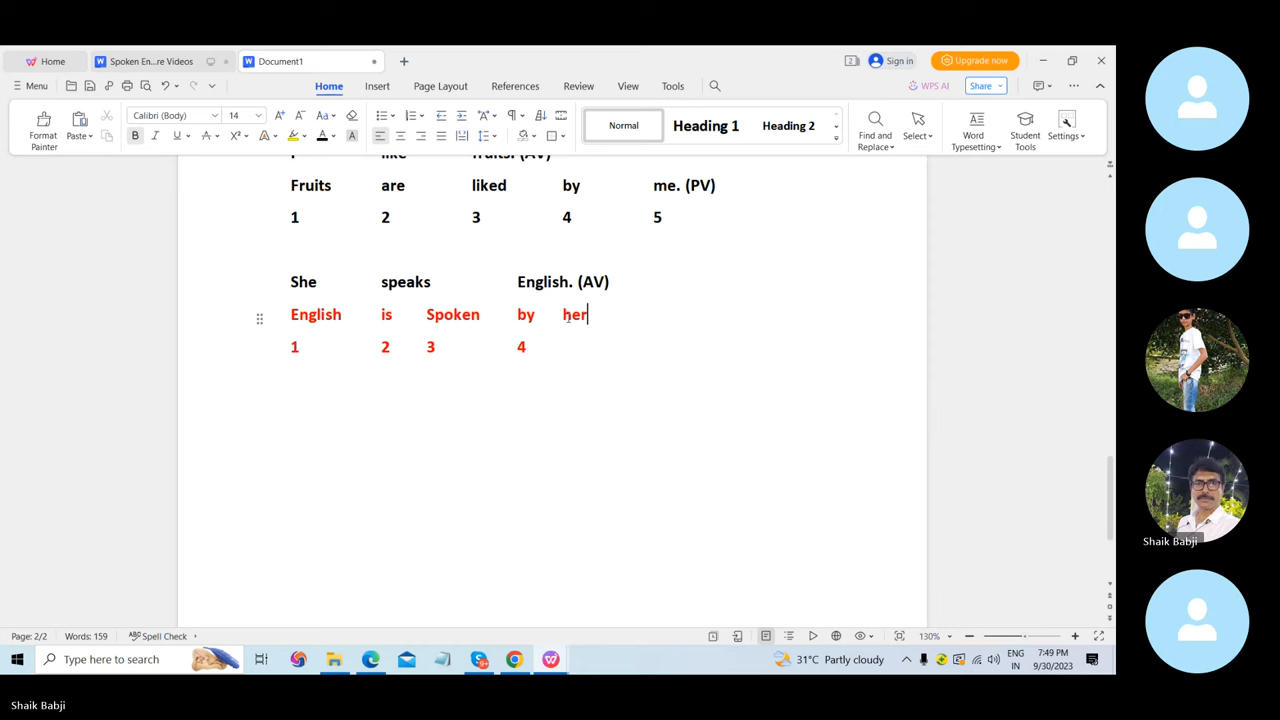 Home Spoken En...re Videos Document1 Sign in Upgrade now
Menu Home Insert Page Layout References Review View Tools WPS AI Share
Format Painter Paste Calibri (Body) 14 Normal Heading 1 Heading 2 Find and Replace Select Word Typesetting Student Tools Settings
like fruits. (AV)
Fruits are liked by me. (PV)
1 2 3 4 5
She speaks English. (AV)
English is Spoken by her
1 2 3 4
Shaik Babji
Page: 2/2 Words: 159 Spell Check 130%
Type here to search 31°C Partly cloudy ENG IN 7:49 PM 9/30/2023
Shaik Babji